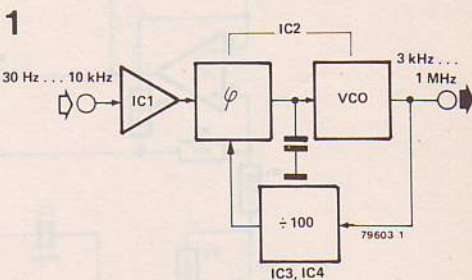 1
IC2
30 Hz ... 10 kHz
IC1
φ
VCO
3 kHz ...
1 MHz
÷ 100
79603 1
IC3, IC4